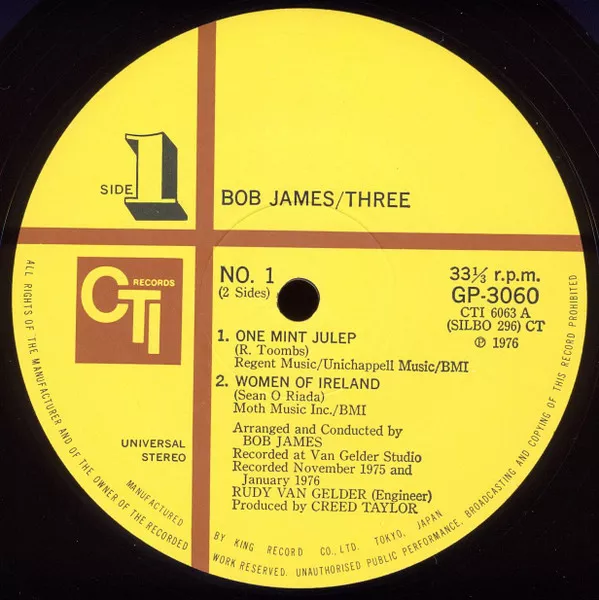 SIDE 1
BOB JAMES/THREE
CTI RECORDS
NO. 1
(2 Sides)
33⅓ r.p.m.
GP-3060
CTI 6063 A
(SILBO 296) CT
℗ 1976
1. ONE MINT JULEP
(R. Toombs)
Regent Music/Unichappell Music/BMI
2. WOMEN OF IRELAND
(Sean O Riada)
Moth Music Inc./BMI
UNIVERSAL
STEREO
Arranged and Conducted by
BOB JAMES
Recorded at Van Gelder Studio
Recorded November 1975 and
January 1976
RUDY VAN GELDER (Engineer)
Produced by CREED TAYLOR
MANUFACTURED BY KING RECORD CO., LTD. TOKYO, JAPAN
ALL RIGHTS OF THE MANUFACTURER AND OF THE OWNER OF THE RECORDED WORK RESERVED. UNAUTHORISED PUBLIC PERFORMANCE, BROADCASTING AND COPYING OF THIS RECORD PROHIBITED